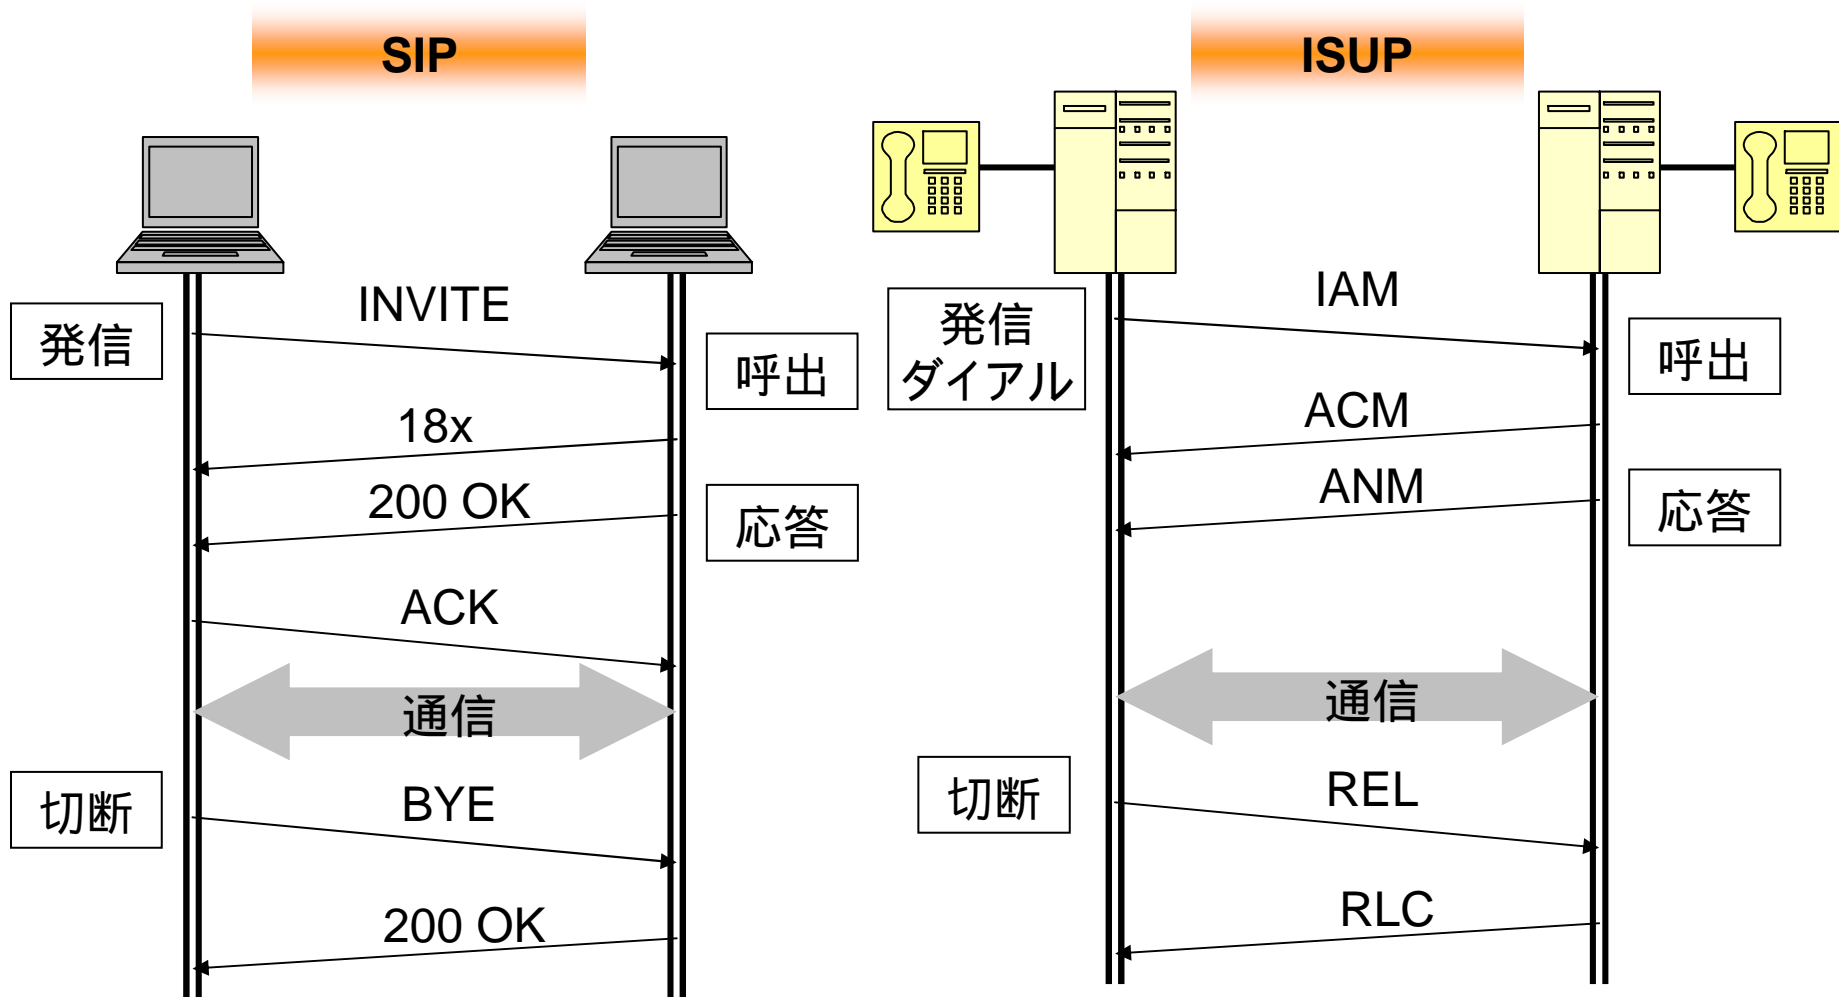 SIP
INVITE
発信
呼出
18x
200 OK
応答
ACK
通信
切断
BYE
200 OK
ISUP
IAM
発信
ダイアル
呼出
ACM
ANM
応答
通信
切断
REL
RLC